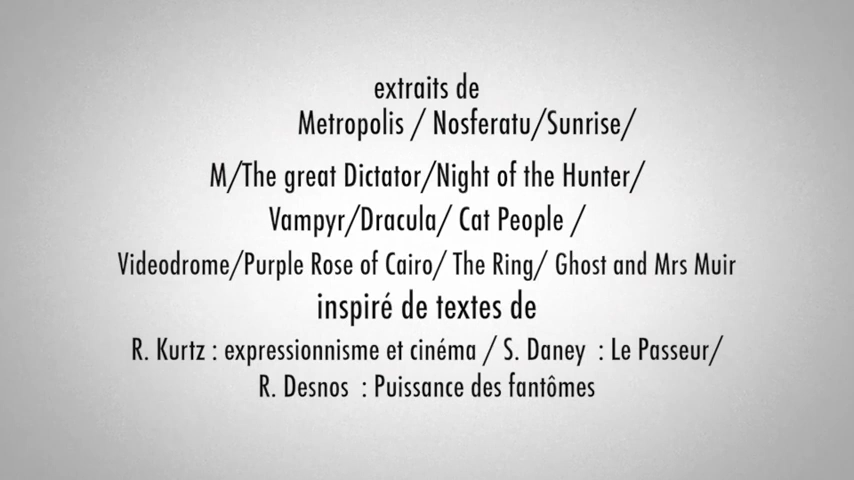 extraits de
Metropolis / Nosferatu/Sunrise/
M/The great Dictator/Night of the Hunter/
Vampyr/Dracula/ Cat People /
Videodrome/Purple Rose of Cairo/ The Ring/ Ghost and Mrs Muir
inspiré de textes de
R. Kurtz : expressionnisme et cinéma / S. Daney : Le Passeur/
R. Desnos : Puissance des fantômes